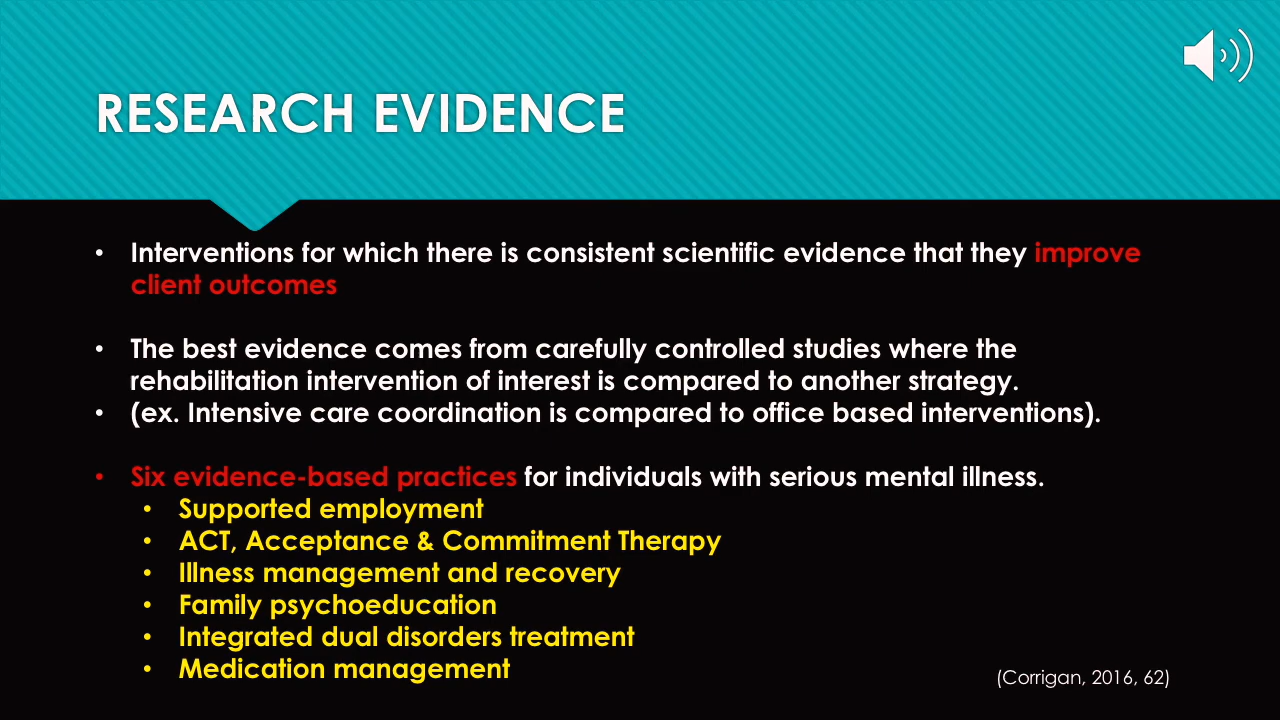 RESEARCH EVIDENCE
• Interventions for which there is consistent scientific evidence that they improve
client outcomes
• The best evidence comes from carefully controlled studies where the
rehabilitation intervention of interest is compared to another strategy.
• (ex. Intensive care coordination is compared to office based interventions).
• Six evidence-based practices for individuals with serious mental illness.
• Supported employment
• ACT, Acceptance & Commitment Therapy
• Illness management and recovery
• Family psychoeducation
• Integrated dual disorders treatment
• Medication management
(Corrigan, 2016, 62)